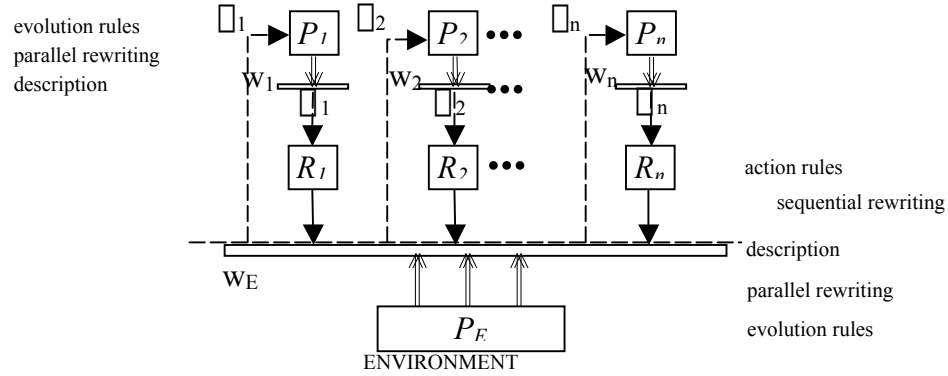 evolution rules
parallel rewriting
description
□1 P1 □2 P2 ••• □n Pn
w1 w2 ••• wn
□1 □2 □n
R1 R2 ••• Rn
action rules
sequential rewriting
description
wE
parallel rewriting
PE
evolution rules
ENVIRONMENT